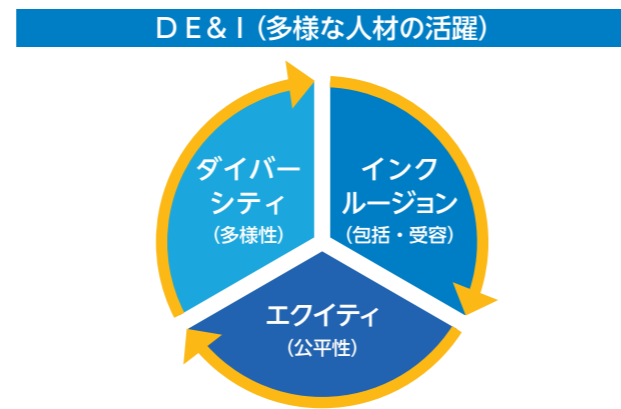 DE&I（多様な人材の活躍）
ダイバー
シティ
（多様性）
インク
ルージョン
（包括・受容）
エクイティ
（公平性）